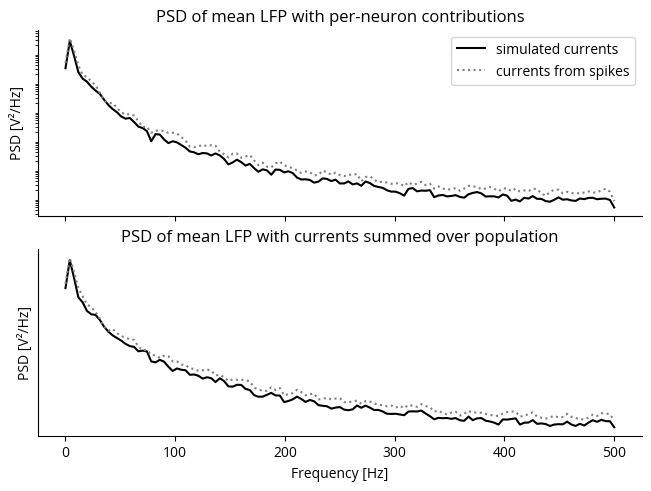 PSD of mean LFP with per-neuron contributions
simulated currents
currents from spikes
PSD [V²/Hz]
PSD of mean LFP with currents summed over population
PSD [V²/Hz]
0 100 200 300 400 500
Frequency [Hz]